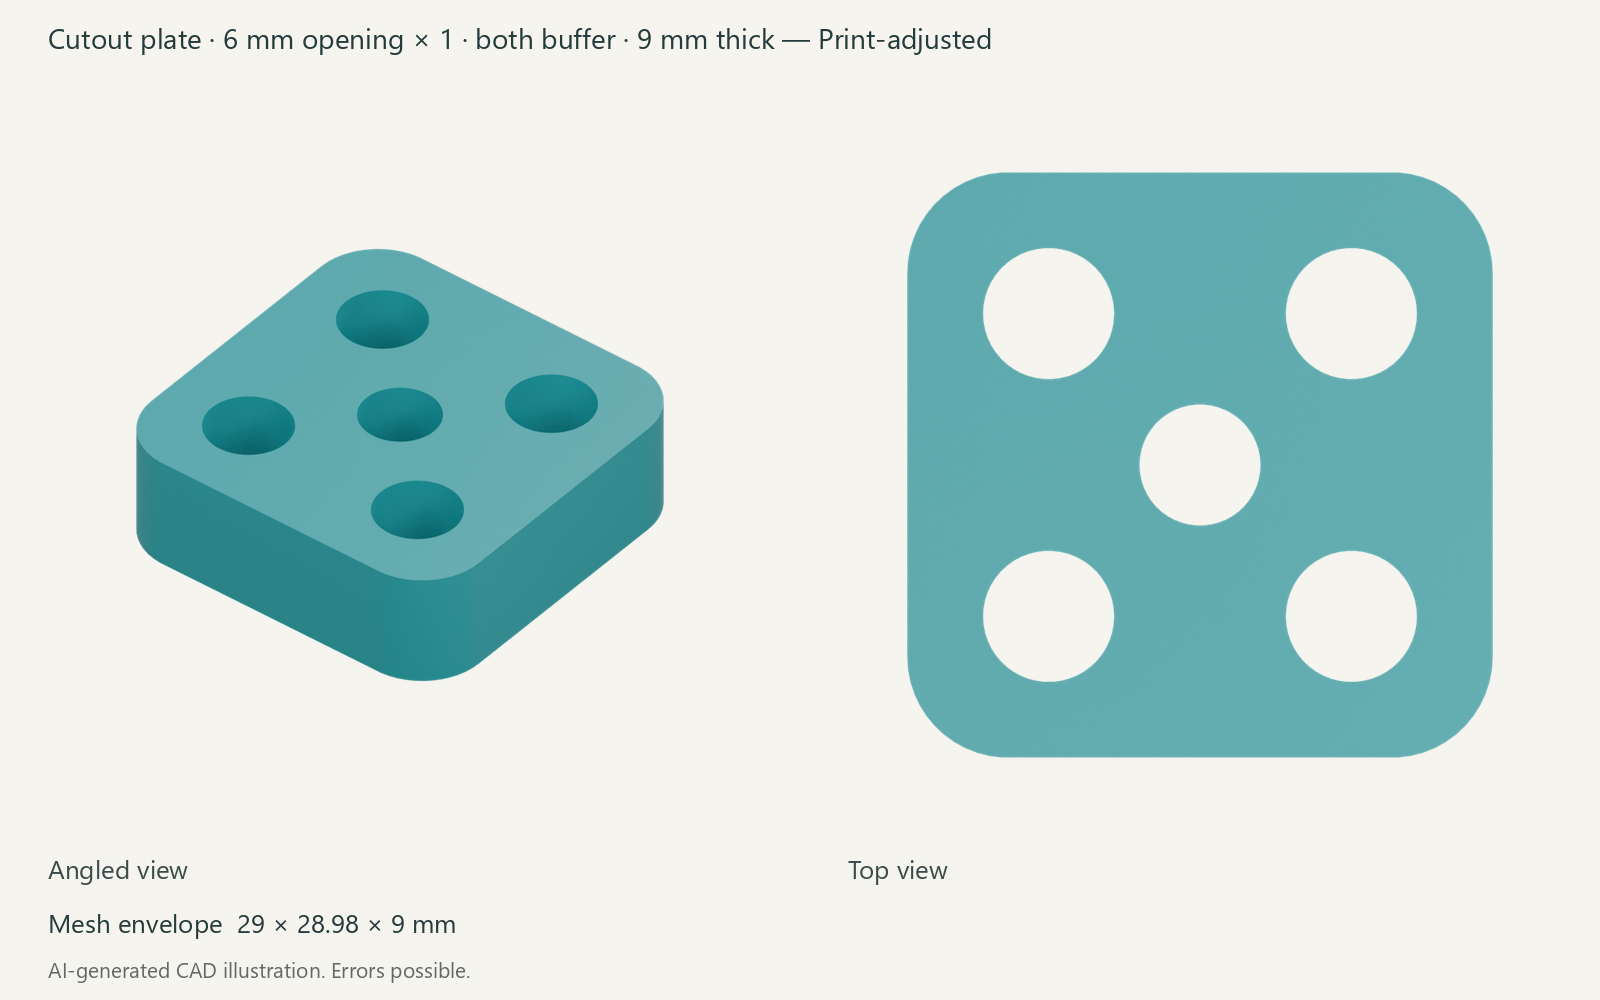 Cutout plate · 6 mm opening × 1 · both buffer · 9 mm thick — Print-adjusted
Angled view
Top view
Mesh envelope 29 × 28.98 × 9 mm
AI-generated CAD illustration. Errors possible.